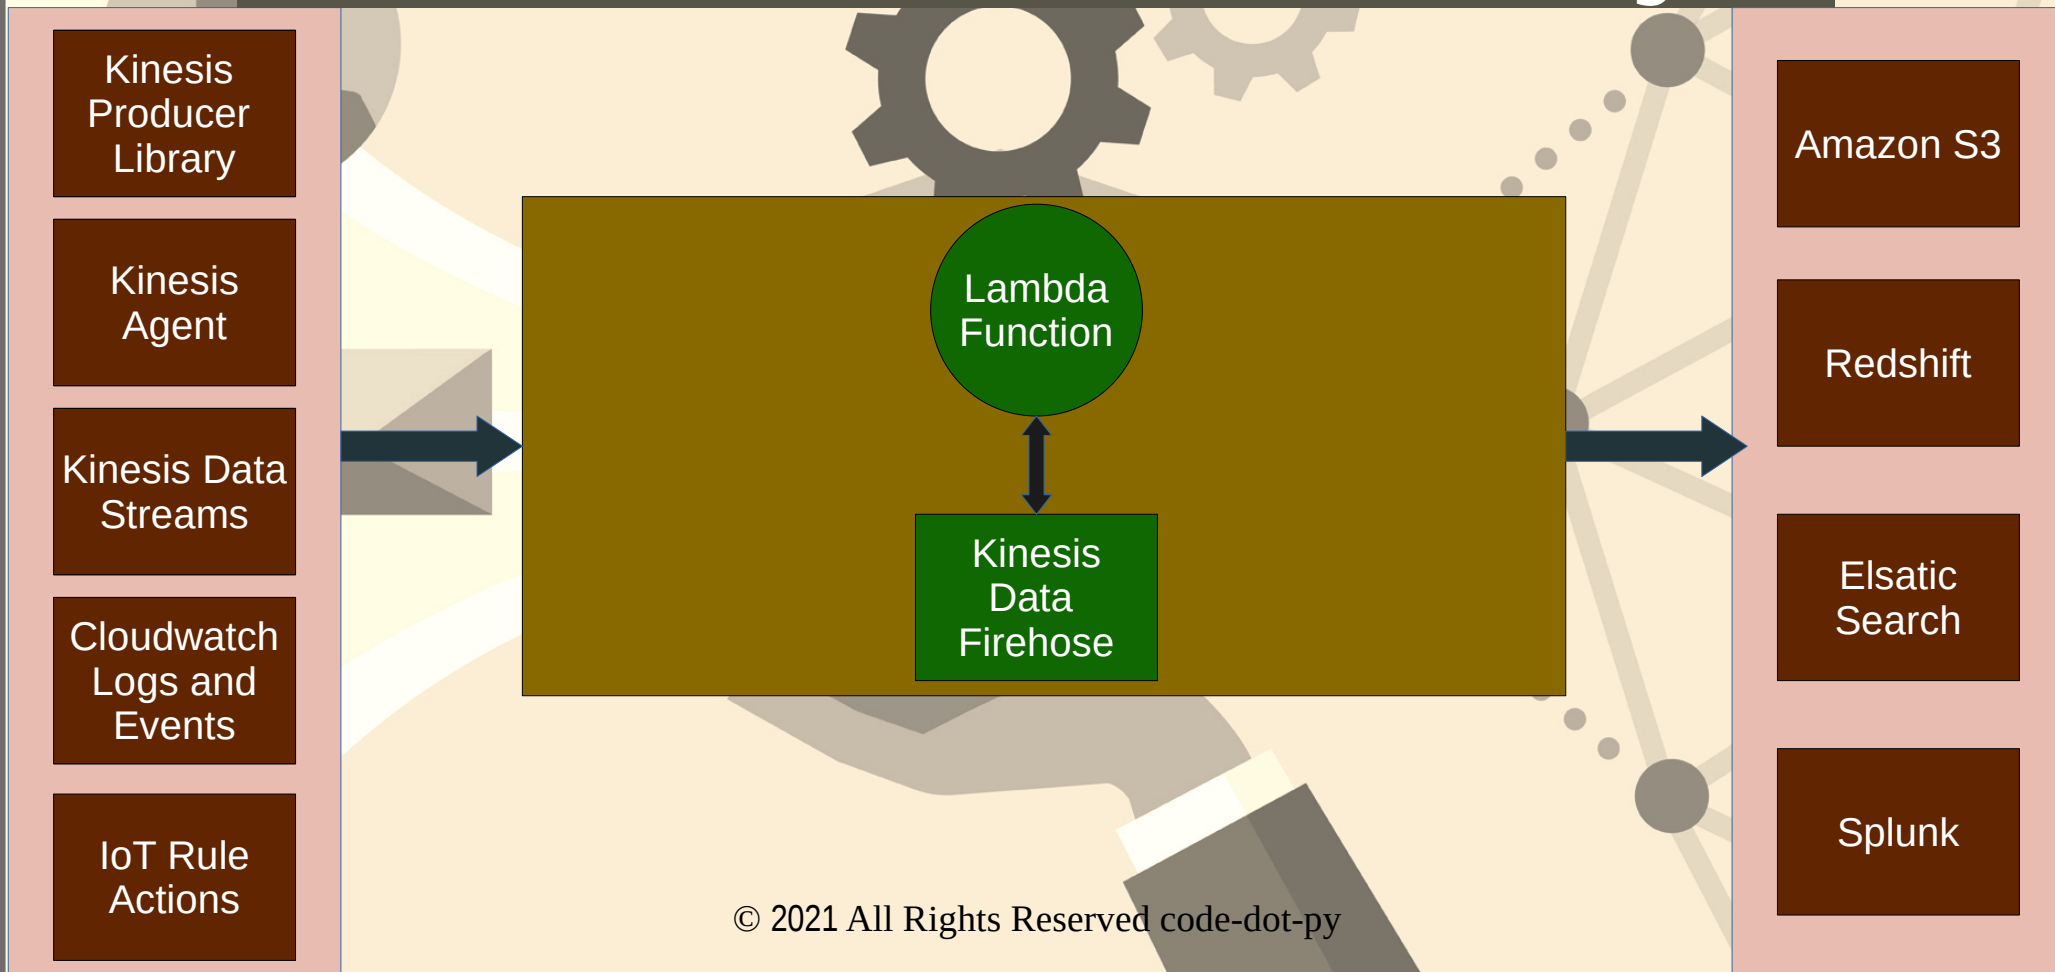 Kinesis
Producer
Library
Kinesis
Agent
Kinesis Data
Streams
Cloudwatch
Logs and
Events
IoT Rule
Actions
Lambda
Function
Kinesis
Data
Firehose
Amazon S3
Redshift
Elsatic
Search
Splunk
© 2021 All Rights Reserved code-dot-py